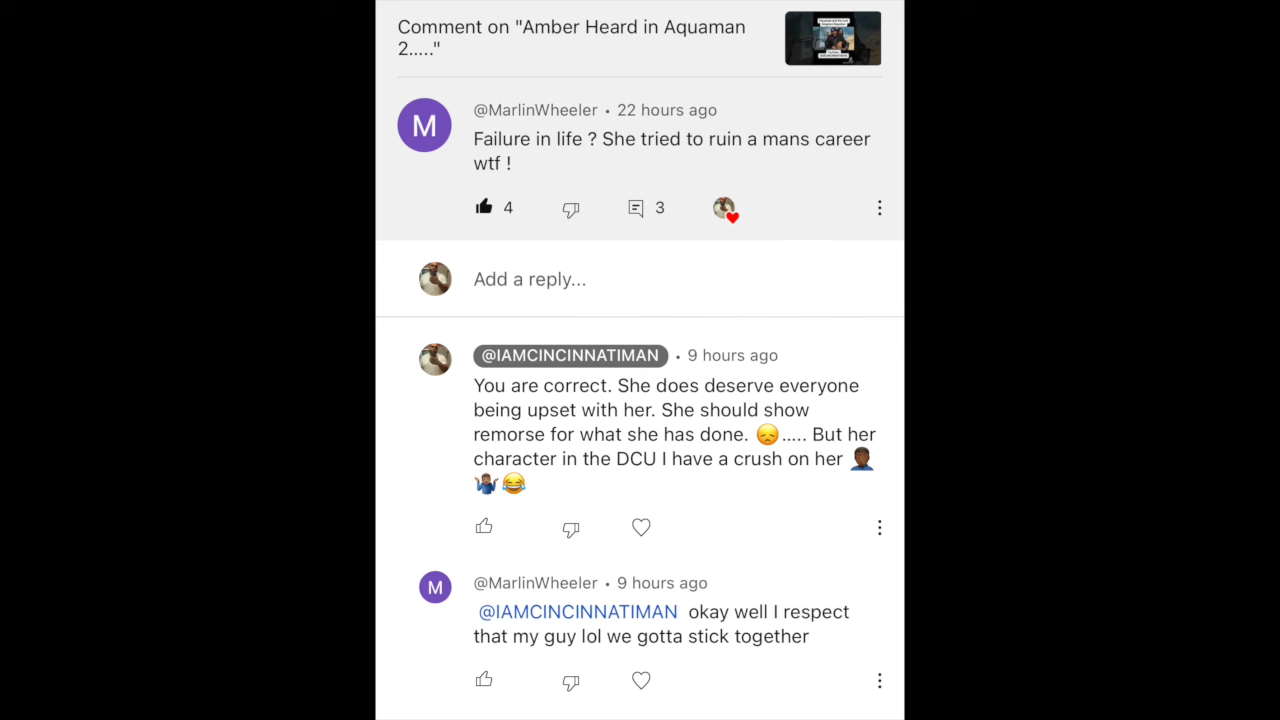 Comment on "Amber Heard in Aquaman
2....."
@MarlinWheeler • 22 hours ago
Failure in life ? She tried to ruin a mans career
wtf !
4
3
Add a reply...
@IAMCINCINNATIMAN • 9 hours ago
You are correct. She does deserve everyone
being upset with her. She should show
remorse for what she has done. 😞..... But her
character in the DCU I have a crush on her 🤦🏾‍♂️
🤷🏽‍♂️😂
M
@MarlinWheeler • 9 hours ago
@IAMCINCINNATIMAN okay well I respect
that my guy lol we gotta stick together